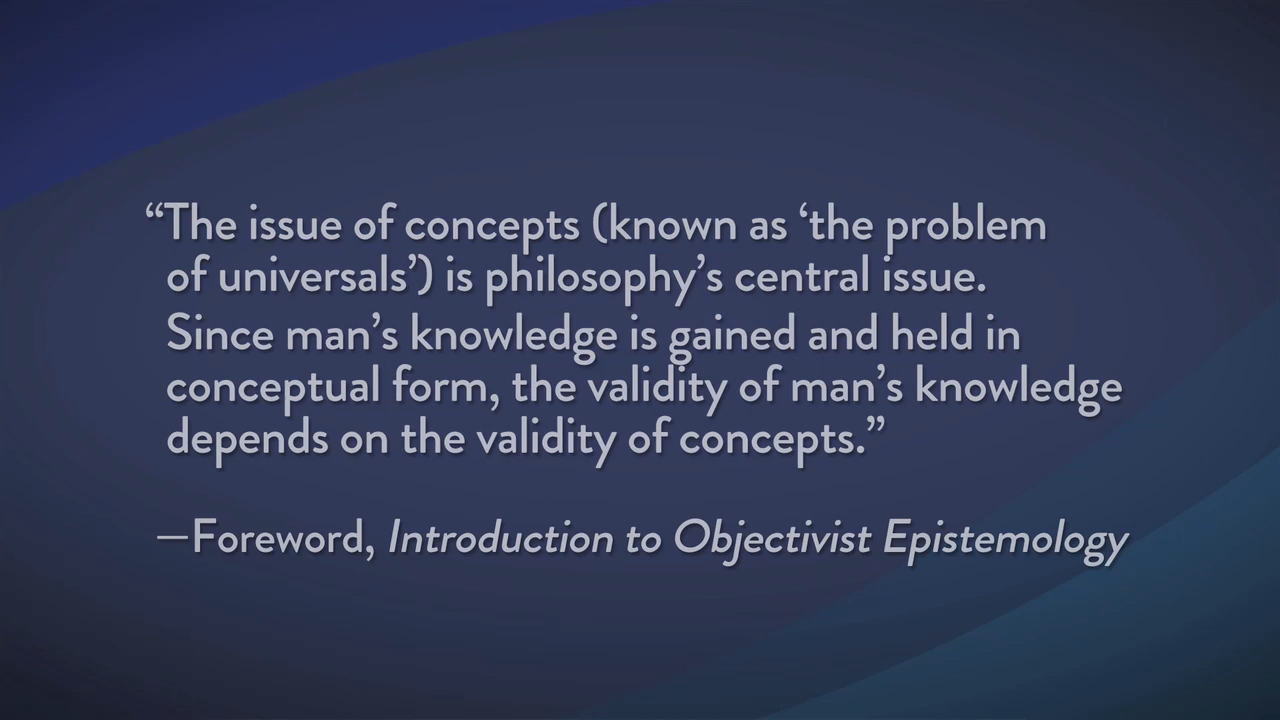 “The issue of concepts (known as ‘the problem
of universals’) is philosophy’s central issue.
Since man’s knowledge is gained and held in
conceptual form, the validity of man’s knowledge
depends on the validity of concepts.”
—Foreword, Introduction to Objectivist Epistemology